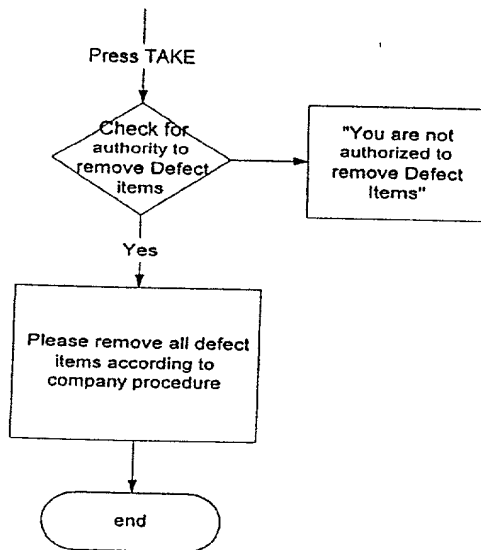 Press TAKE
Check for
authority to
remove Defect
items
"You are not
authorized to
remove Defect
Items"
Yes
Please remove all defect
items according to
company procedure
end